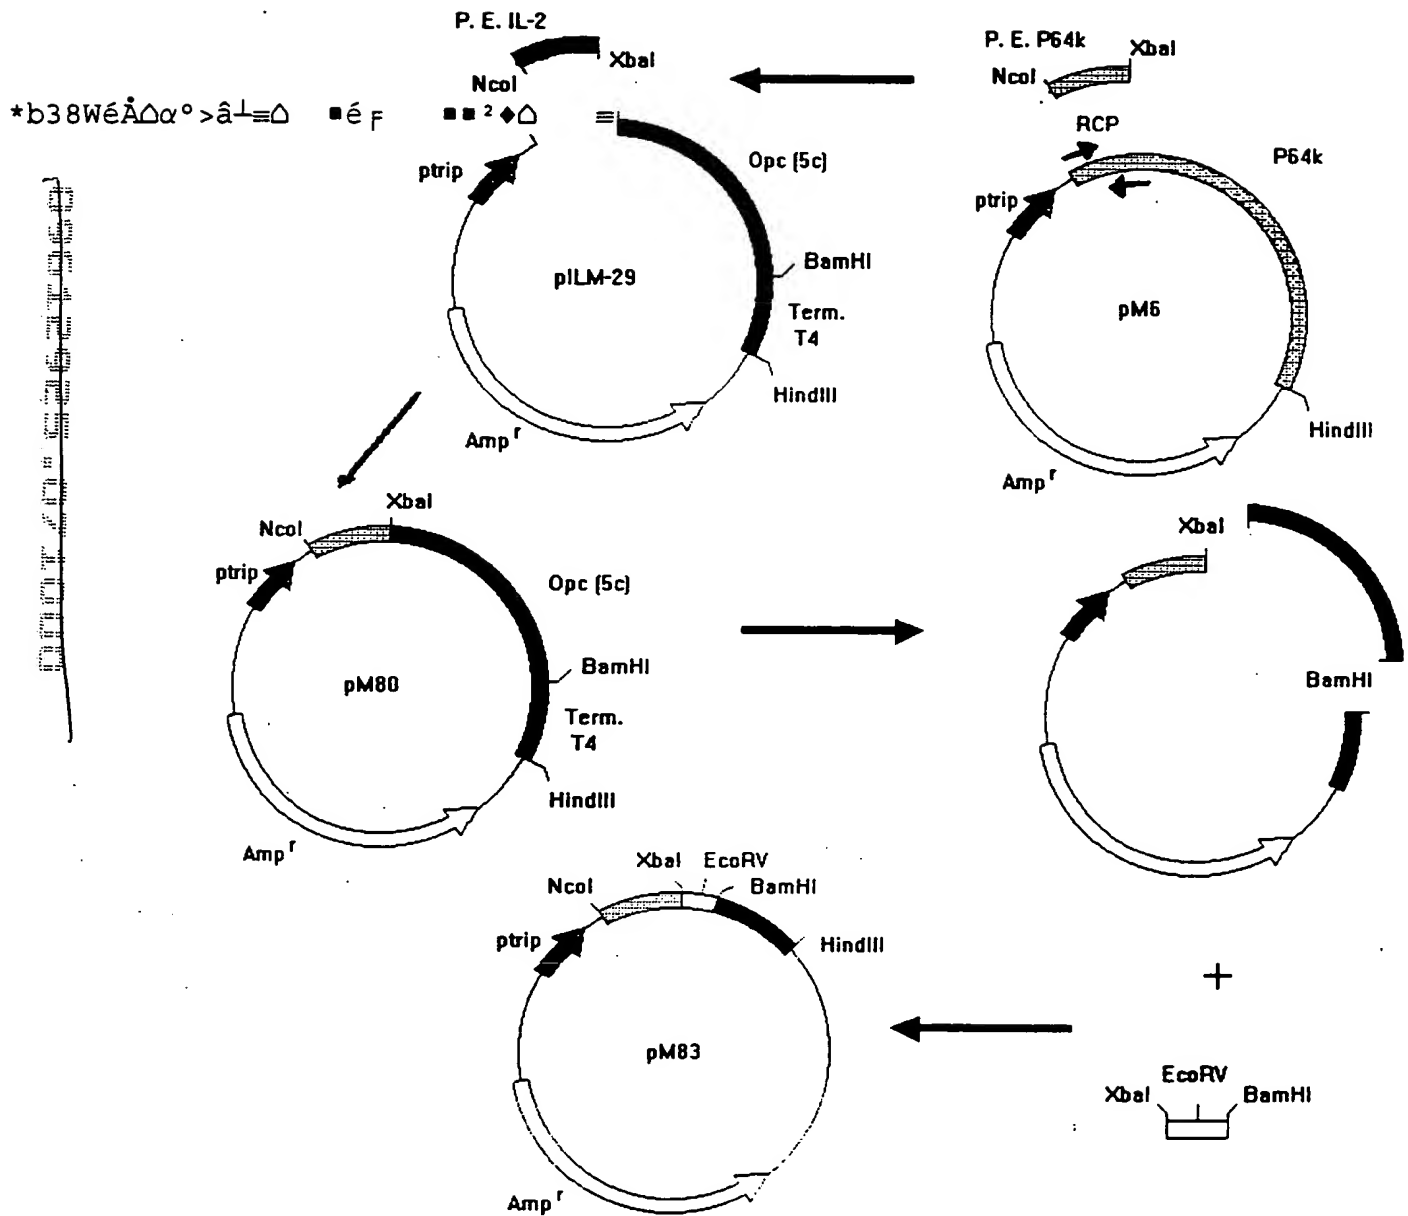 P. E. IL-2
XbaI
NcoI
P. E. P64k
XbaI
NcoI
*b38WéÅ⌂α°>â┴≡⌂ ■é╒ ■■²◆⌂ ≡
ptrip
Opc (5c)
BamHI
pILM-29
Term.
T4
HindIII
Amp r
RCP
P64k
ptrip
pM6
HindIII
Amp r
XbaI
NcoI
ptrip
Opc (5c)
BamHI
pM80
Term.
T4
HindIII
Amp r
XbaI
BamHI
XbaI EcoRV
NcoI BamHI
ptrip
HindIII
pM83
Amp r
+
EcoRV
XbaI BamHI